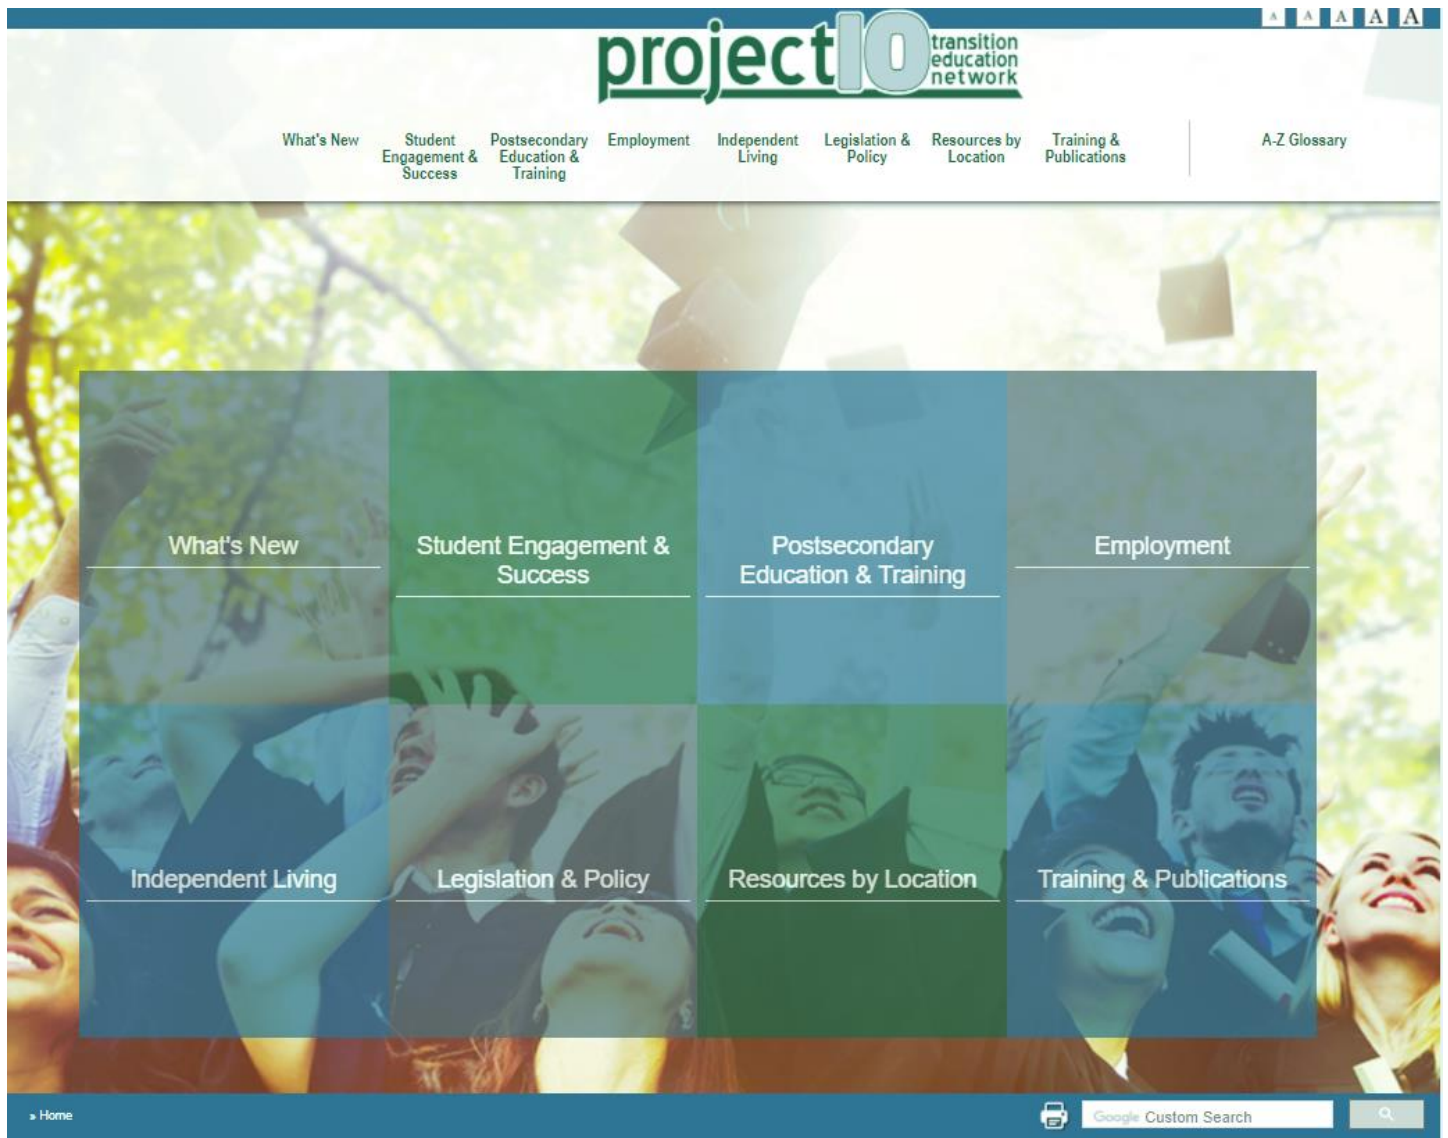 A A A A A
project10 transition
education
network
What's New
Student
Engagement &
Success
Postsecondary
Education &
Training
Employment
Independent
Living
Legislation &
Policy
Resources by
Location
Training &
Publications
A-Z Glossary
What's New
Student Engagement &
Success
Postsecondary
Education & Training
Employment
Independent Living
Legislation & Policy
Resources by Location
Training & Publications
» Home
Google Custom Search